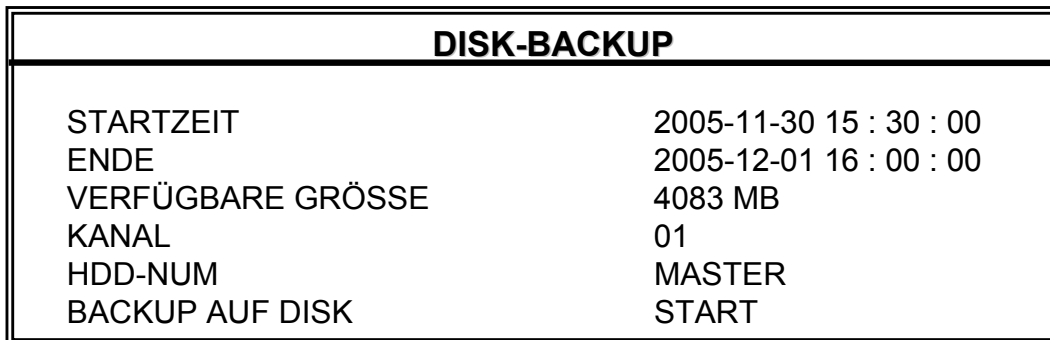 DISK-BACKUP
STARTZEIT 2005-11-30 15 : 30 : 00
ENDE 2005-12-01 16 : 00 : 00
VERFÜGBARE GRÖSSE 4083 MB
KANAL 01
HDD-NUM MASTER
BACKUP AUF DISK START